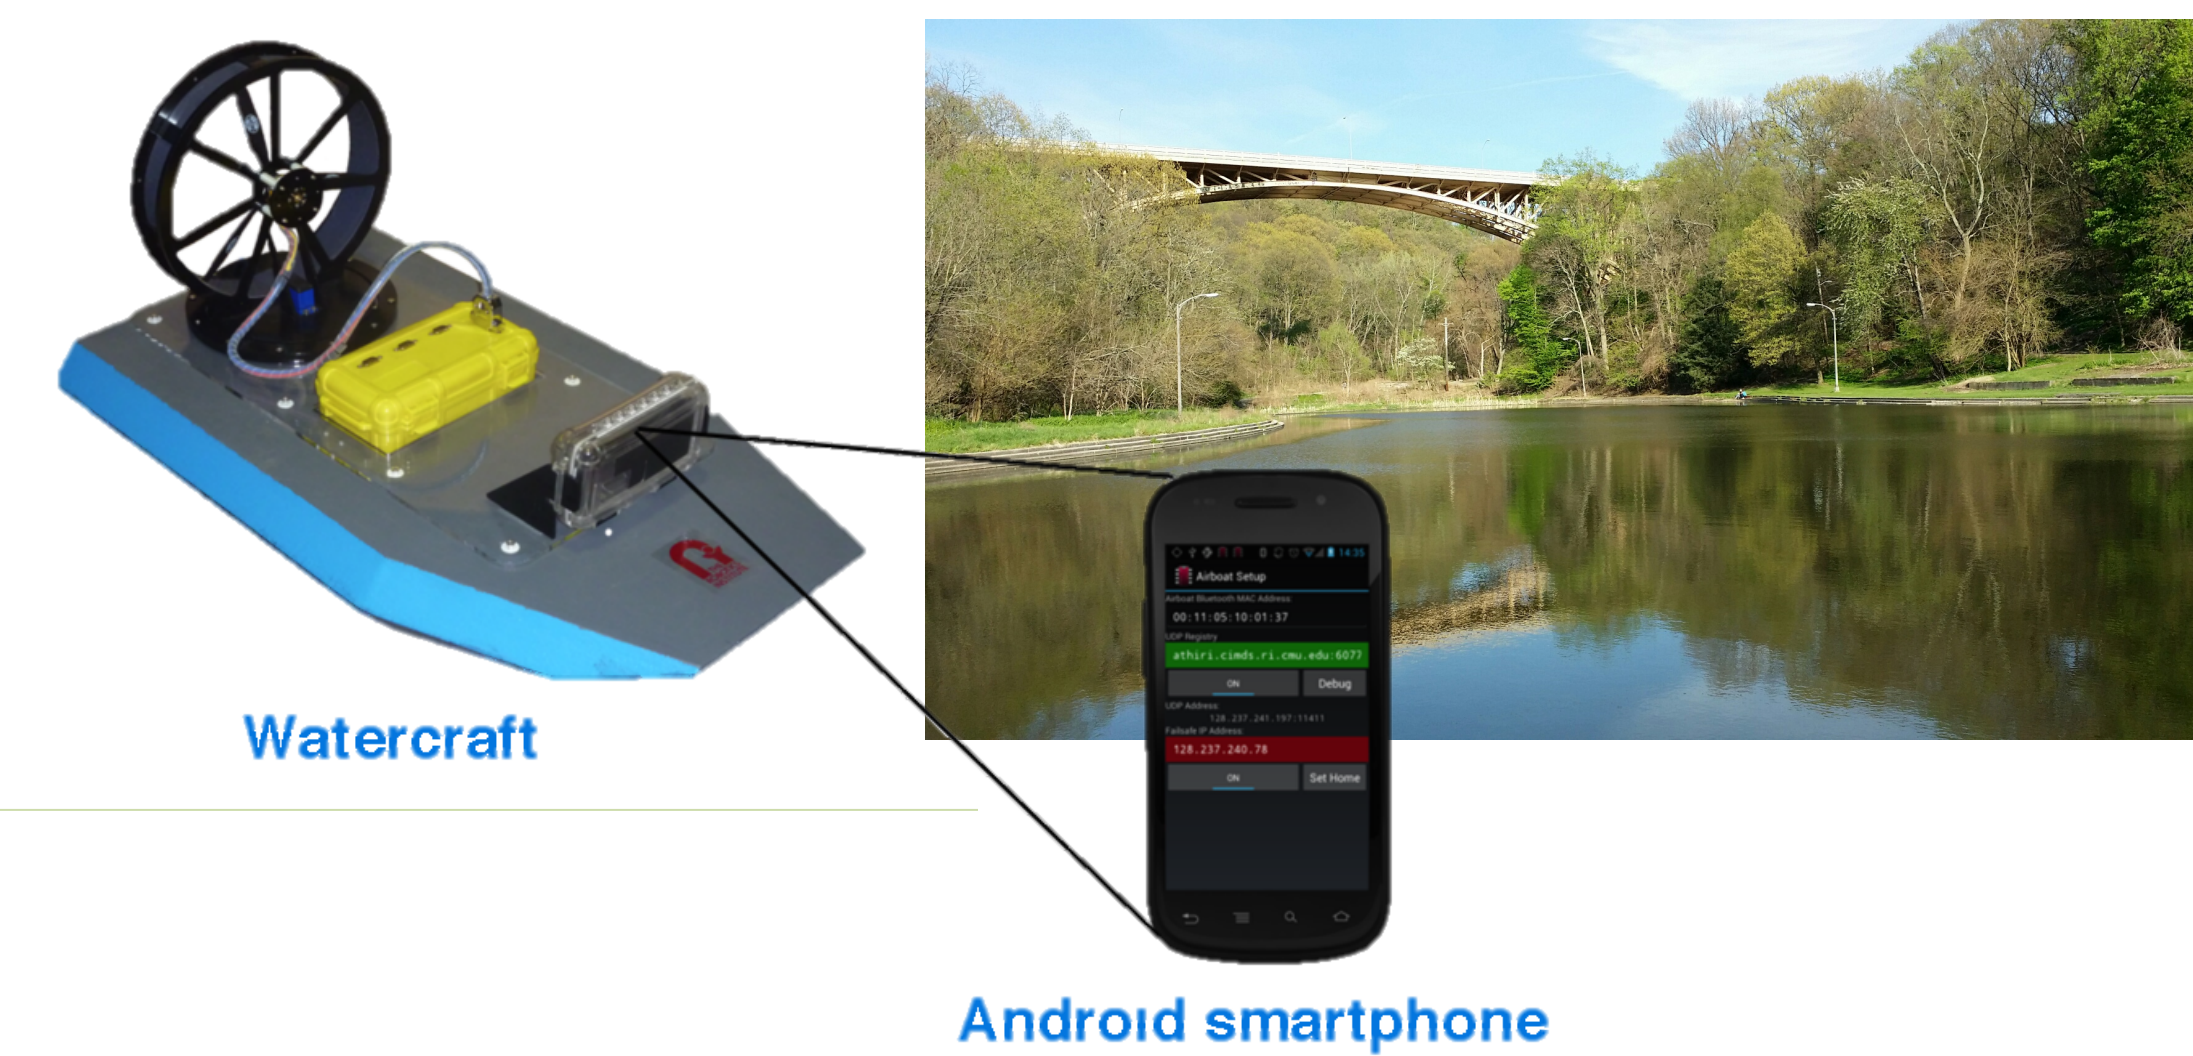 Watercraft
14:35
Airboat Setup
Airboat Bluetooth MAC Address:
00:11:05:10:01:37
UDP Registry
athiri.cimds.ri.cmu.edu:6077
ON
Debug
UDP Address:
128.237.241.197:11411
Failsafe IP Address:
128.237.240.78
ON
Set Home
Android smartphone